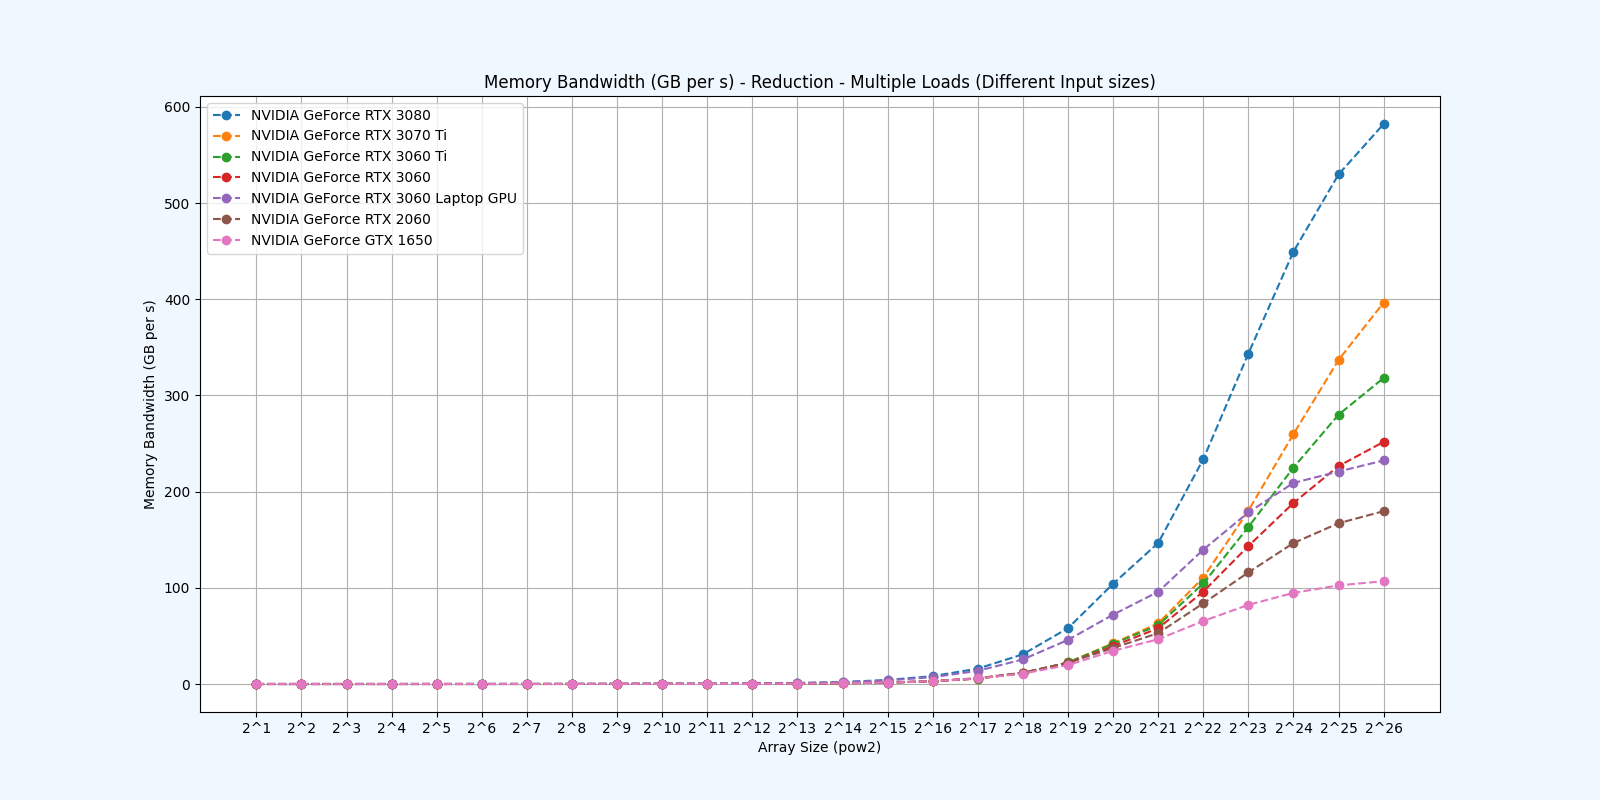 Memory Bandwidth (GB per s) - Reduction - Multiple Loads (Different Input sizes)
600
500
400
300
200
100
0
Memory Bandwidth (GB per s)
NVIDIA GeForce RTX 3080
NVIDIA GeForce RTX 3070 Ti
NVIDIA GeForce RTX 3060 Ti
NVIDIA GeForce RTX 3060
NVIDIA GeForce RTX 3060 Laptop GPU
NVIDIA GeForce RTX 2060
NVIDIA GeForce GTX 1650
2^1 2^2 2^3 2^4 2^5 2^6 2^7 2^8 2^9 2^10 2^11 2^12 2^13 2^14 2^15 2^16 2^17 2^18 2^19 2^20 2^21 2^22 2^23 2^24 2^25 2^26
Array Size (pow2)